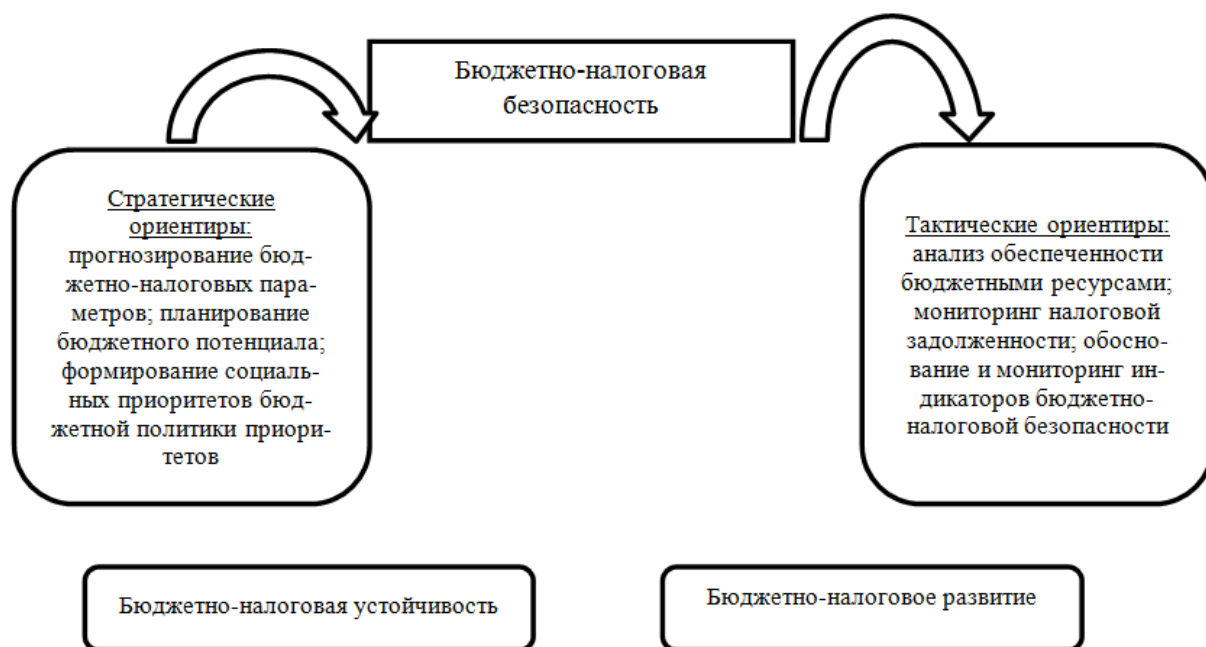 Бюджетно-налоговая
безопасность
Стратегические
ориентиры:
прогнозирование бюд-
жетно-налоговых пара-
метров; планирование
бюджетного потенциала;
формирование социаль-
ных приоритетов бюд-
жетной политики приори-
тетов
Тактические ориентиры:
анализ обеспеченности
бюджетными ресурсами;
мониторинг налоговой
задолженности; обосно-
вание и мониторинг ин-
дикаторов бюджетно-
налоговой безопасности
Бюджетно-налоговая устойчивость
Бюджетно-налоговое развитие